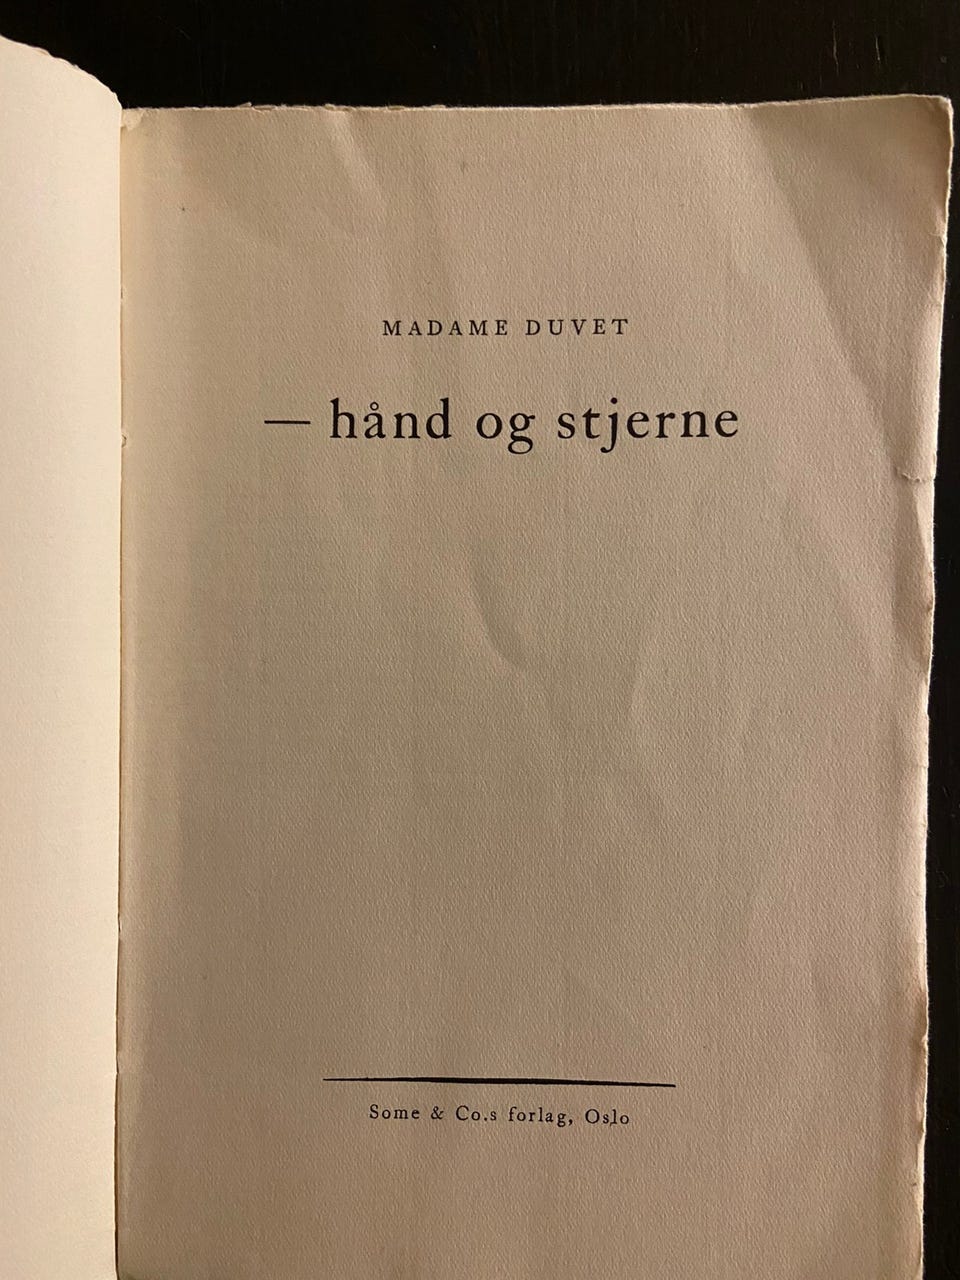 MADAME DUVET
— hånd og stjerne
Some & Co.s forlag, Oslo